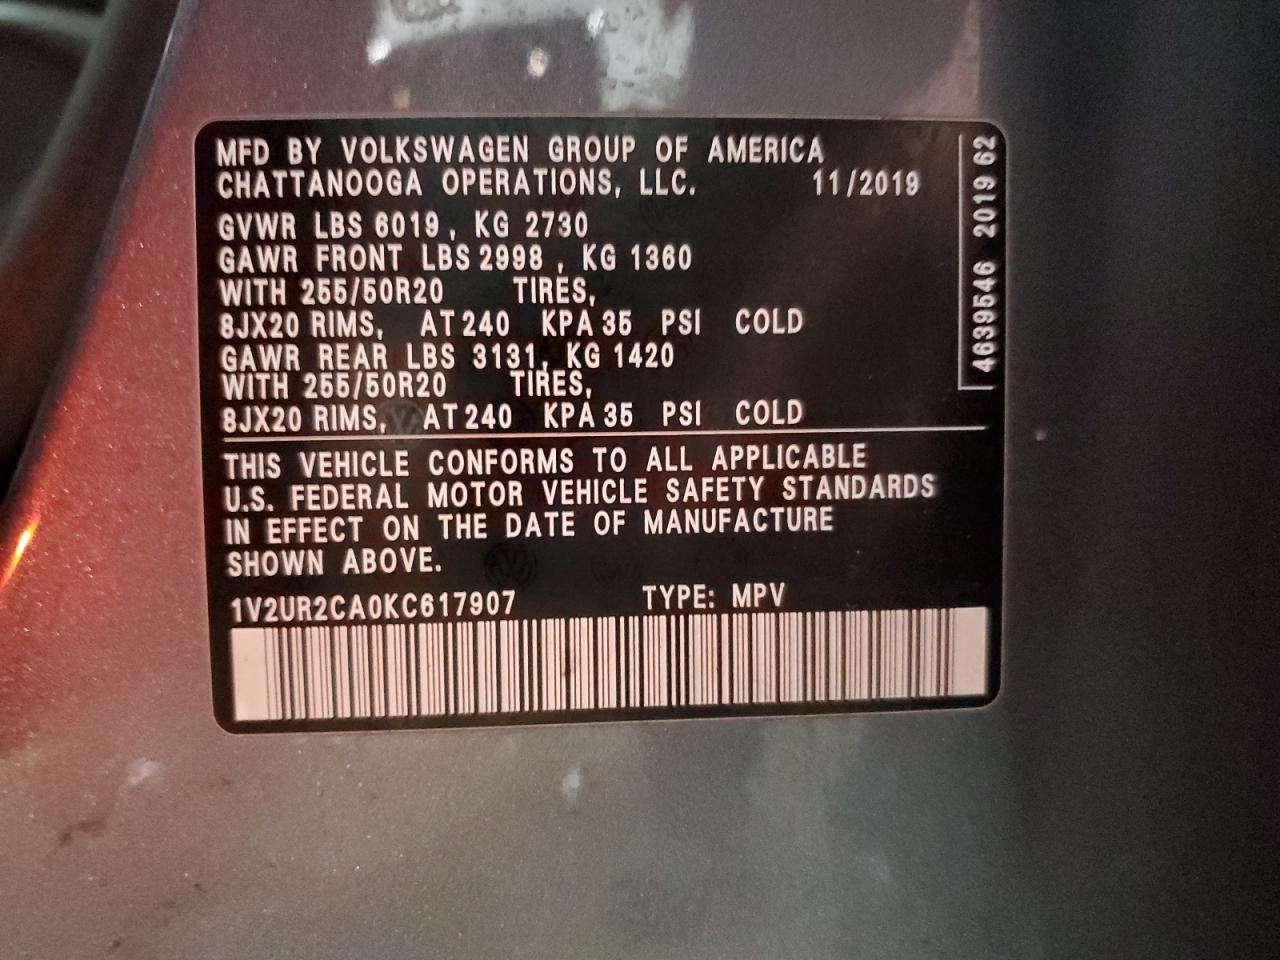 MFD BY VOLKSWAGEN GROUP OF AMERICA
CHATTANOOGA OPERATIONS, LLC. 11/2019
GVWR LBS 6019, KG 2730
GAWR FRONT LBS 2998, KG 1360
WITH 255/50R20 TIRES,
8JX20 RIMS, AT 240 KPA 35 PSI COLD
GAWR REAR LBS 3131, KG 1420
WITH 255/50R20 TIRES,
8JX20 RIMS, AT 240 KPA 35 PSI COLD
THIS VEHICLE CONFORMS TO ALL APPLICABLE
U.S. FEDERAL MOTOR VEHICLE SAFETY STANDARDS
IN EFFECT ON THE DATE OF MANUFACTURE
SHOWN ABOVE.
1V2UR2CA0KC617907 TYPE: MPV
4639546 2019 62